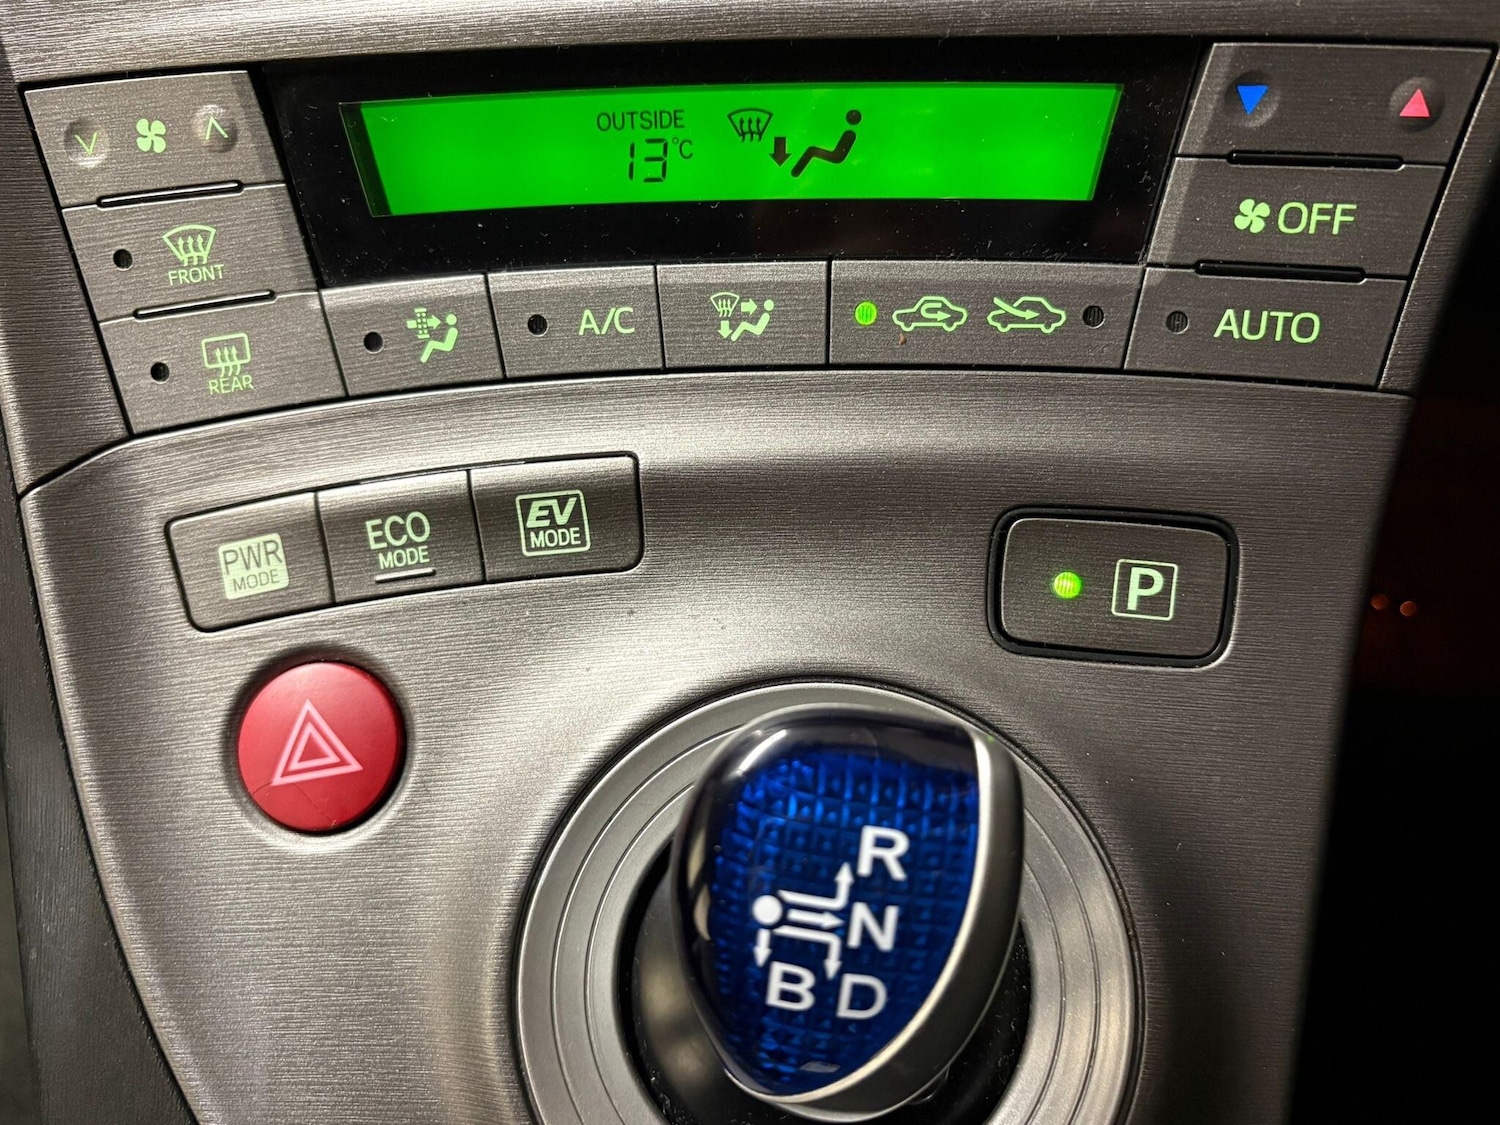 OUTSIDE
13°C
OFF
FRONT
A/C
AUTO
REAR
PWR
MODE
ECO
MODE
EV
MODE
P
R
N
B D